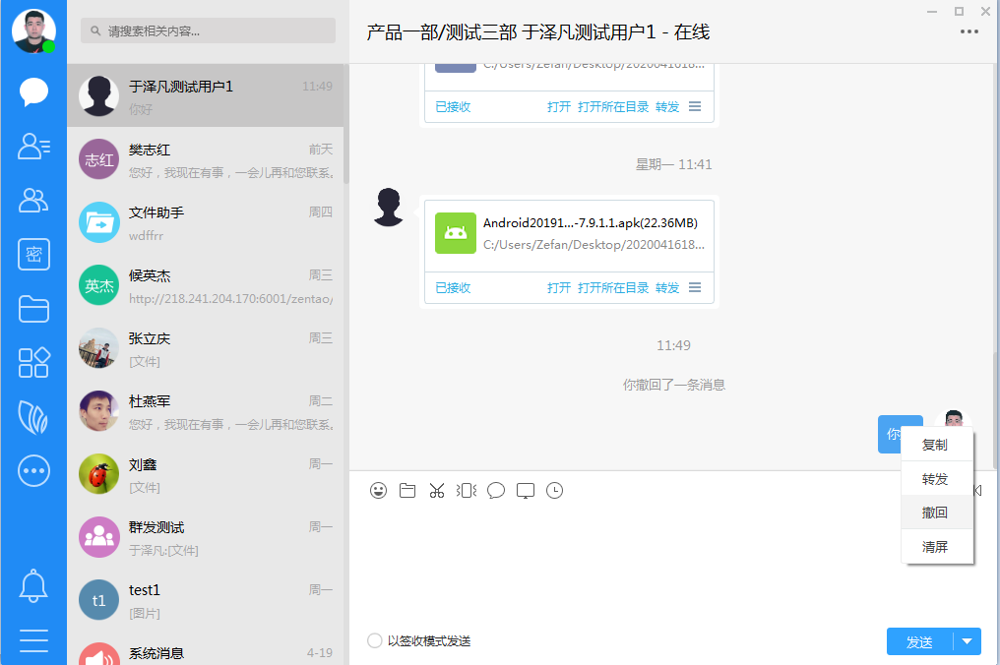 请搜索相关内容...
于泽凡测试用户1 11:49
你好
志红
樊志红 前天
您好，我现在有事，一会儿再和您联系。
文件助手 周四
wdffrr
英杰
候英杰 周三
http://218.241.204.170:6001/zentao/
张立庆 周三
[文件]
杜燕军 周二
您好，我现在有事，一会儿再和您联系。
刘鑫 周一
[文件]
群发测试 周一
于泽凡:[文件]
t1
test1 周一
[图片]
系统消息 4-19
密
产品一部/测试三部 于泽凡测试用户1 - 在线
C:/Users/Zefan/Desktop/2020041618...
已接收 打开 打开所在目录 转发
星期一 11:41
Android20191...-7.9.1.1.apk(22.36MB)
C:/Users/Zefan/Desktop/2020041618...
已接收 打开 打开所在目录 转发
11:49
你撤回了一条消息
你
复制
转发
撤回
清屏
以签收模式发送
发送